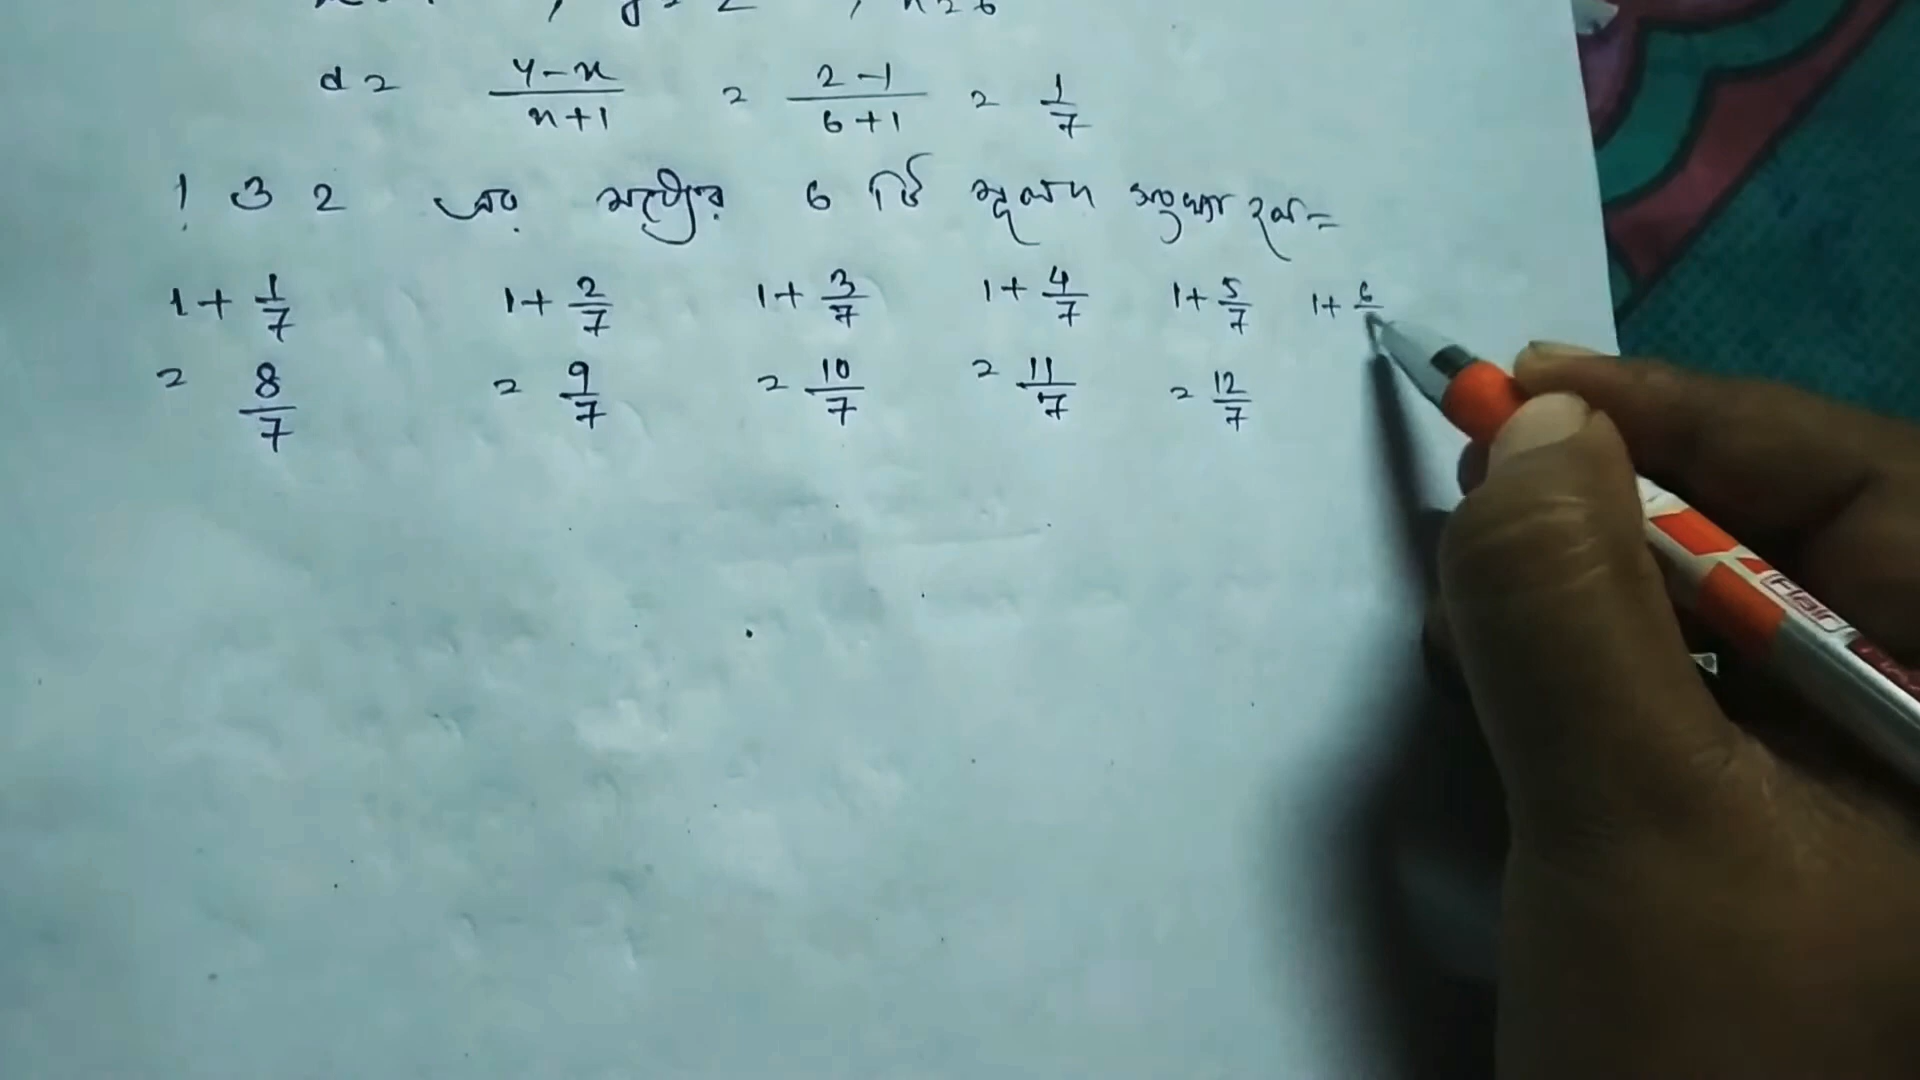 d = y-x/n+1 = 2-1/6+1 = 1/7
1 ও 2 এর মধ্যের 6 টি মূলদ সংখ্যা হল=
1+1/7 1+2/7 1+3/7 1+4/7 1+5/7 1+6/
= 8/7 = 9/7 = 10/7 = 11/7 = 12/7
Flair